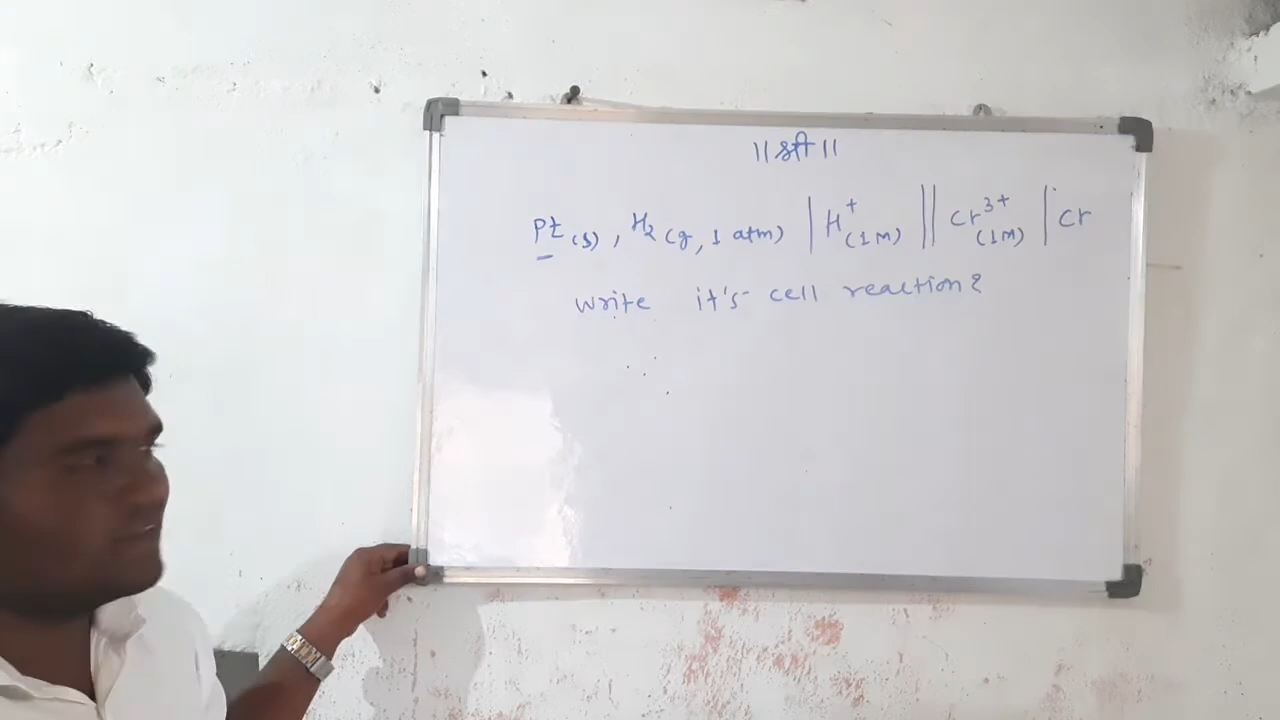 ॥ श्री ॥
Pt (s), H₂ (g, 1 atm) | H⁺ (1M) || Cr³⁺ (1M) | Cr
write it's cell reaction?